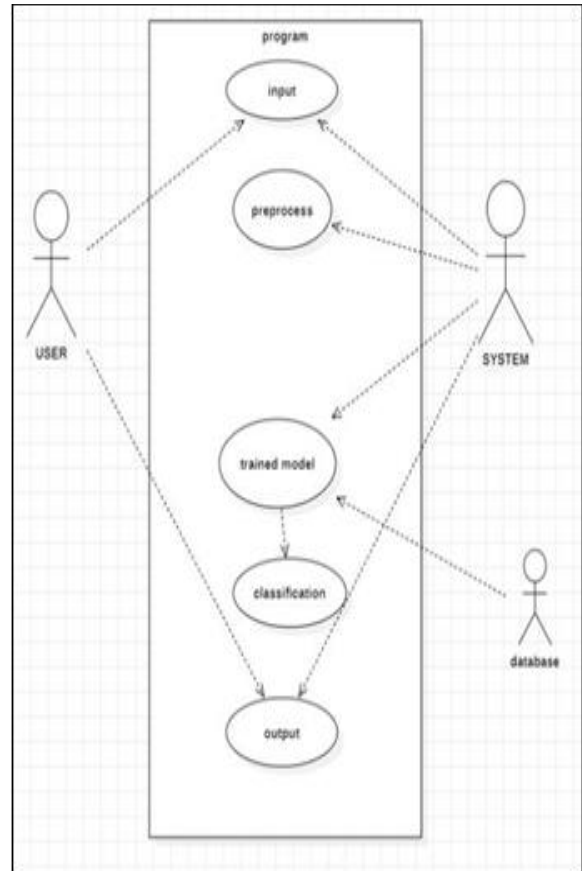 program
input
preprocess
USER
SYSTEM
trained model
classification
database
output